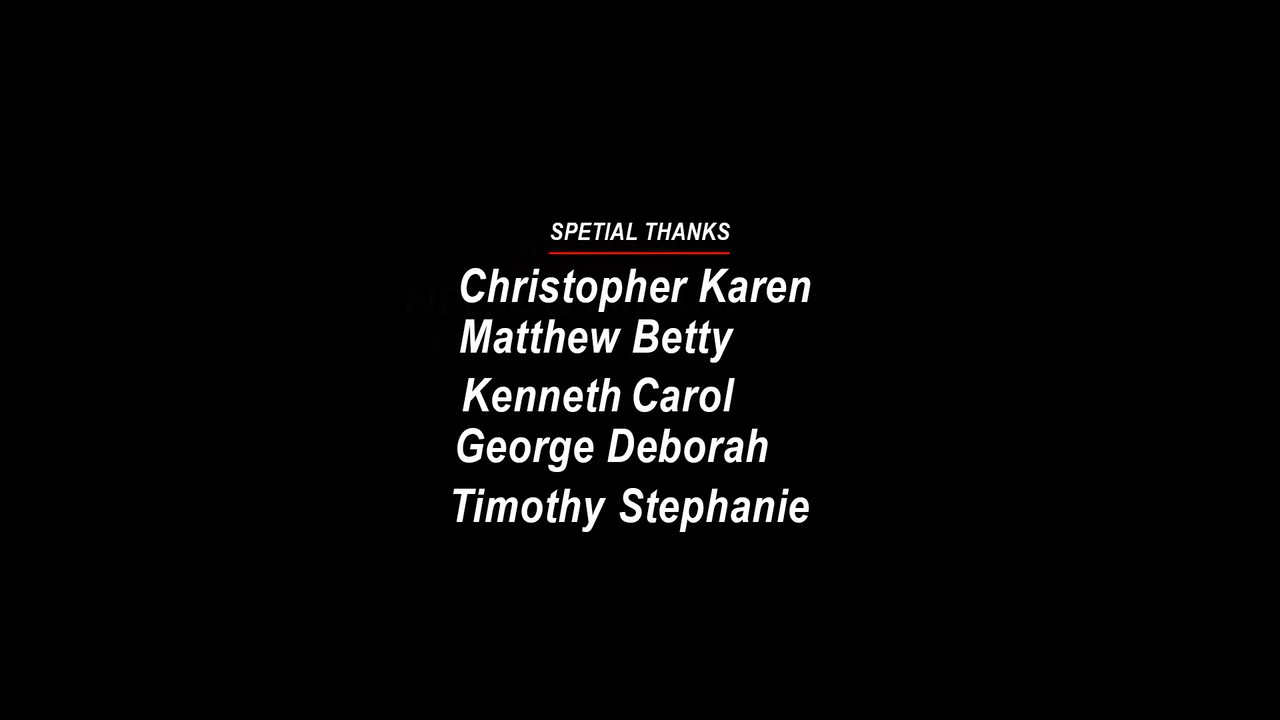 SPETIAL THANKS
Christopher Karen
Matthew Betty
Kenneth Carol
George Deborah
Timothy Stephanie